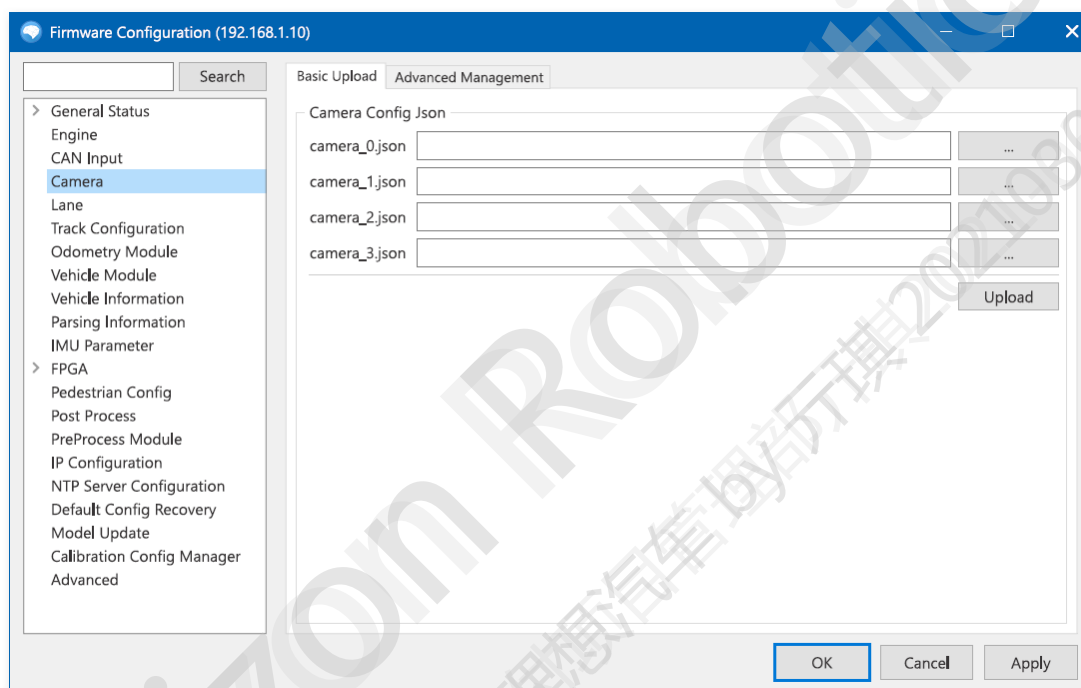 Firmware Configuration (192.168.1.10)
Search
Basic Upload
Advanced Management
General Status
Engine
CAN Input
Camera
Lane
Track Configuration
Odometry Module
Vehicle Module
Vehicle Information
Parsing Information
IMU Parameter
FPGA
Pedestrian Config
Post Process
PreProcess Module
IP Configuration
NTP Server Configuration
Default Config Recovery
Model Update
Calibration Config Manager
Advanced
Camera Config Json
camera_0.json ...
camera_1.json ...
camera_2.json ...
camera_3.json ...
Upload
OK
Cancel
Apply